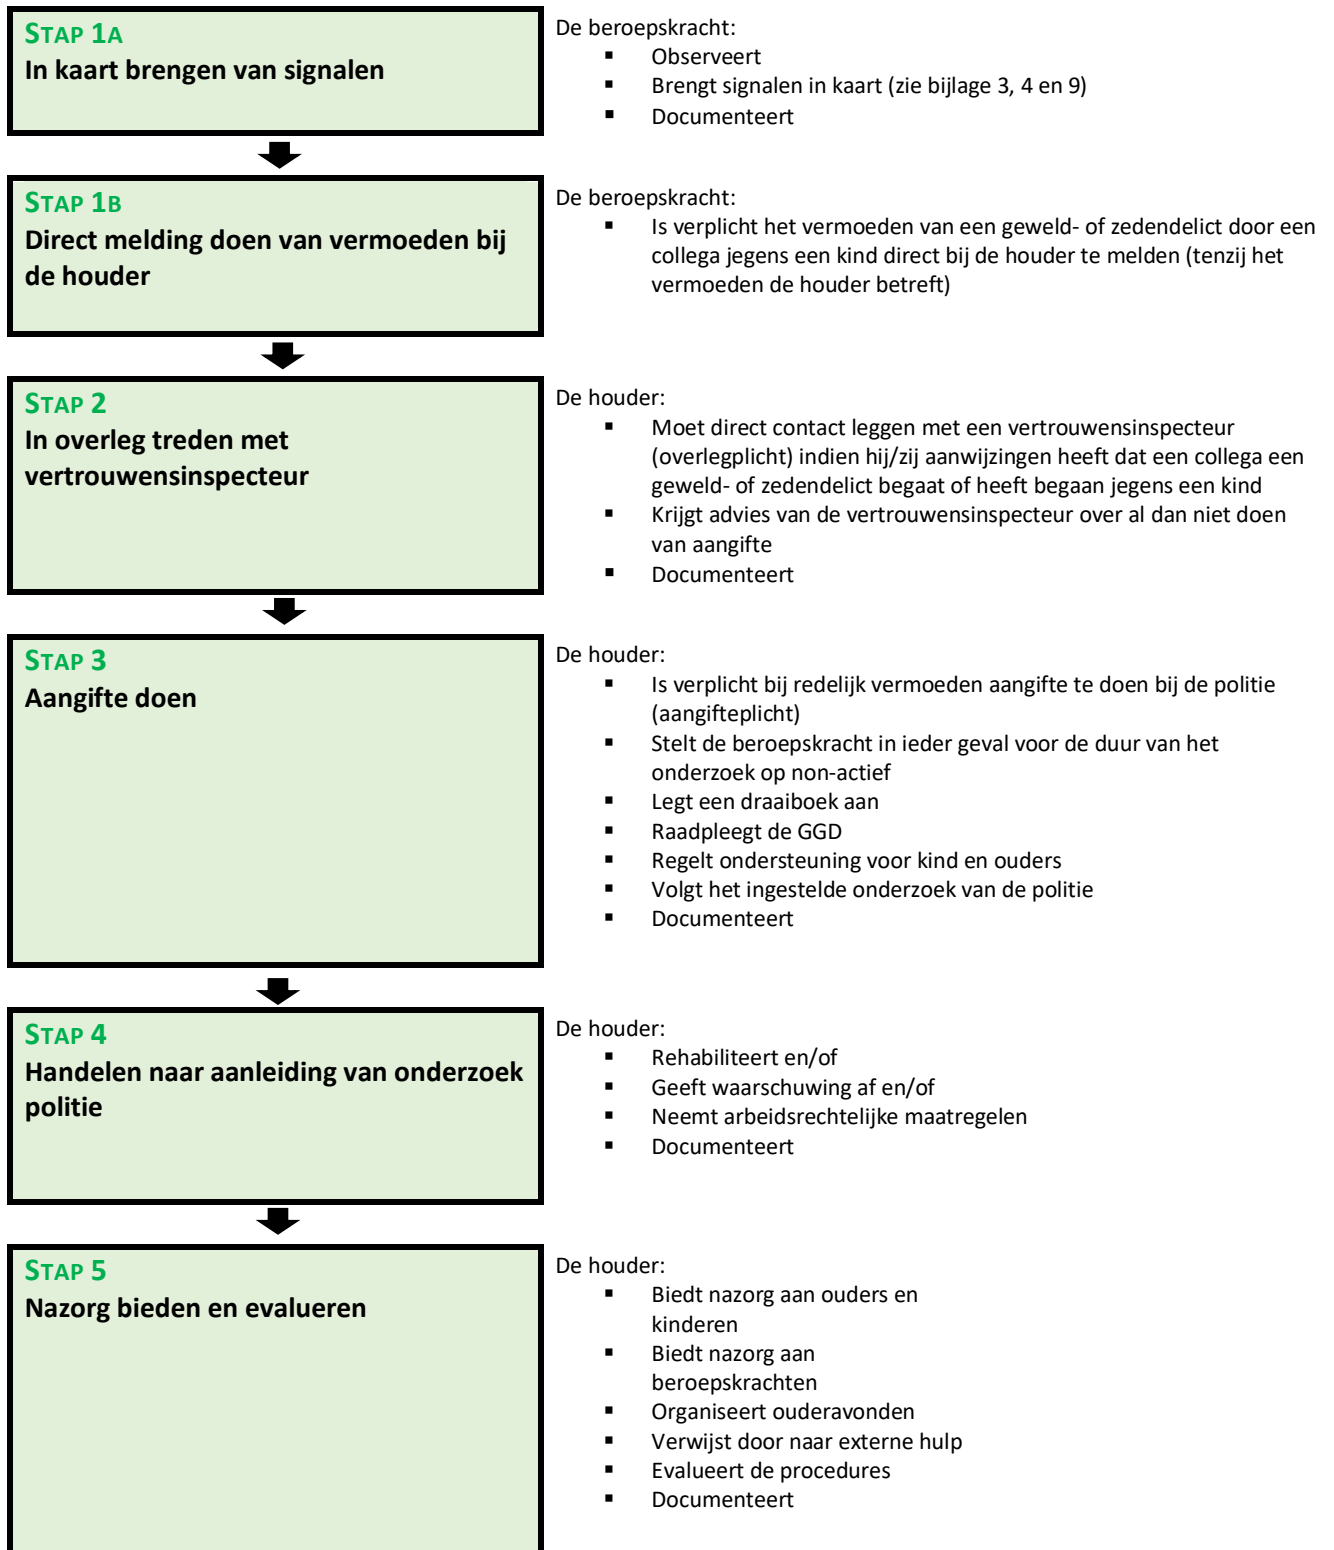 STAP 1A
In kaart brengen van signalen
De beroepskracht:
▪ Observeert
▪ Brengt signalen in kaart (zie bijlage 3, 4 en 9)
▪ Documenteert
STAP 1B
Direct melding doen van vermoeden bij
de houder
De beroepskracht:
▪ Is verplicht het vermoeden van een geweld- of zedendelict door een
collega jegens een kind direct bij de houder te melden (tenzij het
vermoeden de houder betreft)
STAP 2
In overleg treden met
vertrouwensinspecteur
De houder:
▪ Moet direct contact leggen met een vertrouwensinspecteur
(overlegplicht) indien hij/zij aanwijzingen heeft dat een collega een
geweld- of zedendelict begaat of heeft begaan jegens een kind
▪ Krijgt advies van de vertrouwensinspecteur over al dan niet doen
van aangifte
▪ Documenteert
STAP 3
Aangifte doen
De houder:
▪ Is verplicht bij redelijk vermoeden aangifte te doen bij de politie
(aangifteplicht)
▪ Stelt de beroepskracht in ieder geval voor de duur van het
onderzoek op non-actief
▪ Legt een draaiboek aan
▪ Raadpleegt de GGD
▪ Regelt ondersteuning voor kind en ouders
▪ Volgt het ingestelde onderzoek van de politie
▪ Documenteert
STAP 4
Handelen naar aanleiding van onderzoek
politie
De houder:
▪ Rehabiliteert en/of
▪ Geeft waarschuwing af en/of
▪ Neemt arbeidsrechtelijke maatregelen
▪ Documenteert
STAP 5
Nazorg bieden en evalueren
De houder:
▪ Biedt nazorg aan ouders en
kinderen
▪ Biedt nazorg aan
beroepskrachten
▪ Organiseert ouderavonden
▪ Verwijst door naar externe hulp
▪ Evalueert de procedures
▪ Documenteert